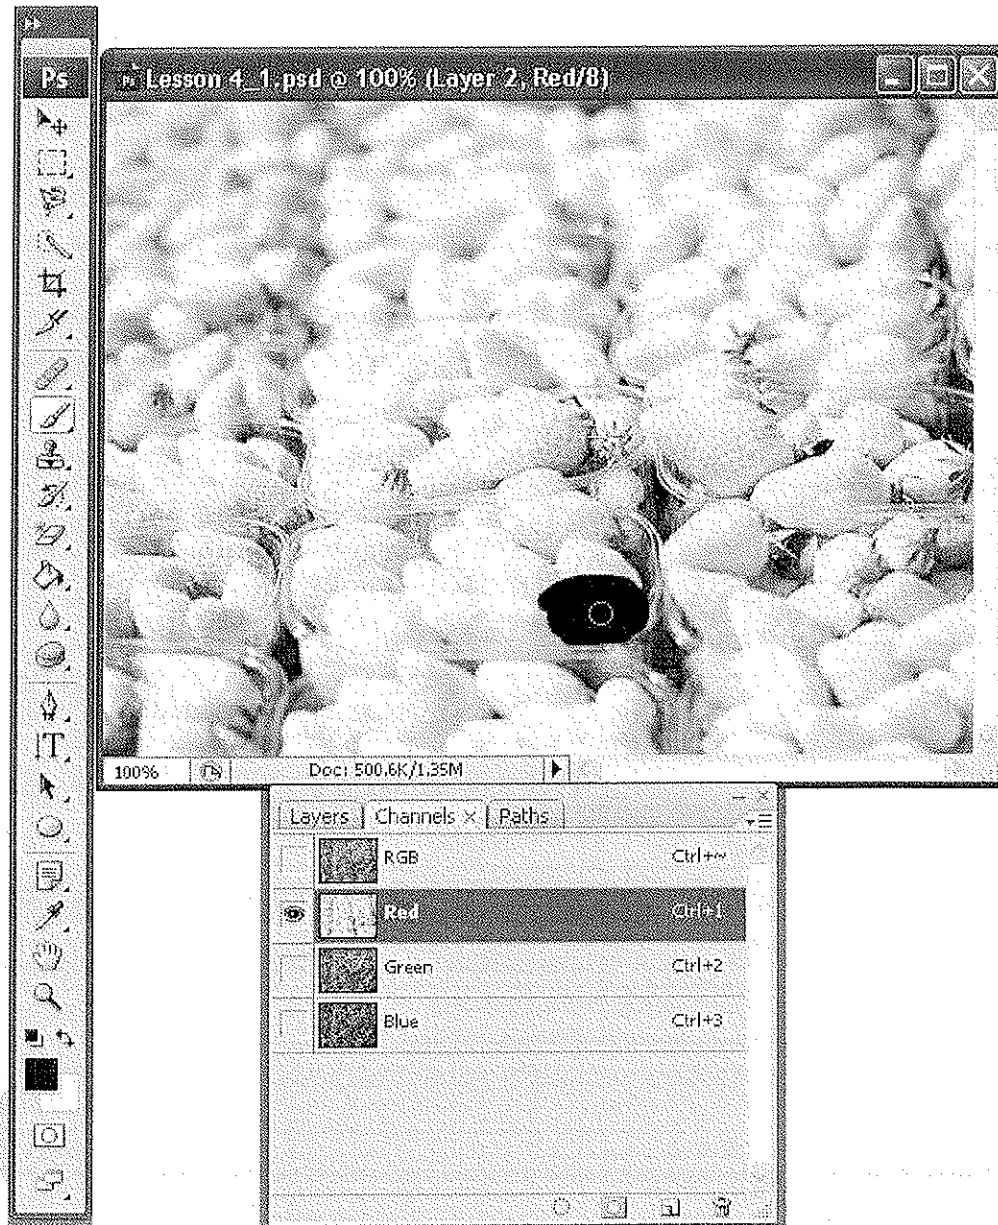 Ps
Ps Lesson 4_1.psd @ 100% (Layer 2, Red/8)
T
100%
Doc: 500.6K/1.35M
Layers Channels × Paths
RGB Ctrl+~
Red Ctrl+1
Green Ctrl+2
Blue Ctrl+3